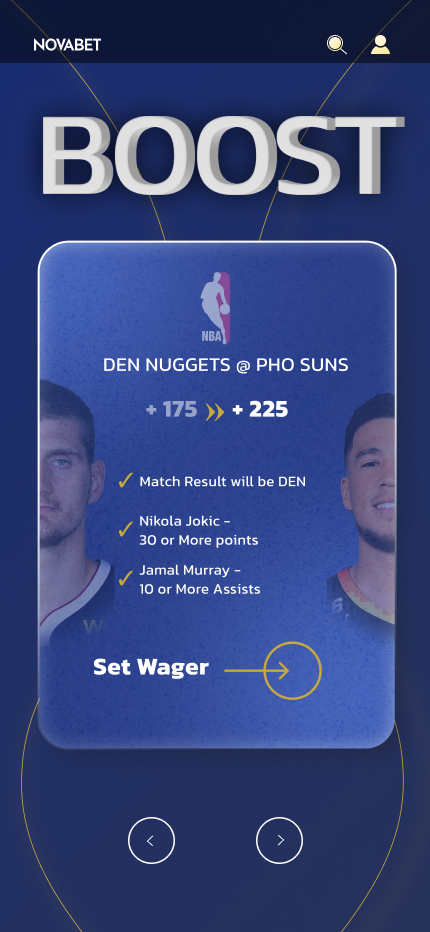 NOVABET
BOOST
NBA
DEN NUGGETS @ PHO SUNS
+ 175 + 225
Match Result will be DEN
Nikola Jokic -
30 or More points
Jamal Murray -
10 or More Assists
Set Wager